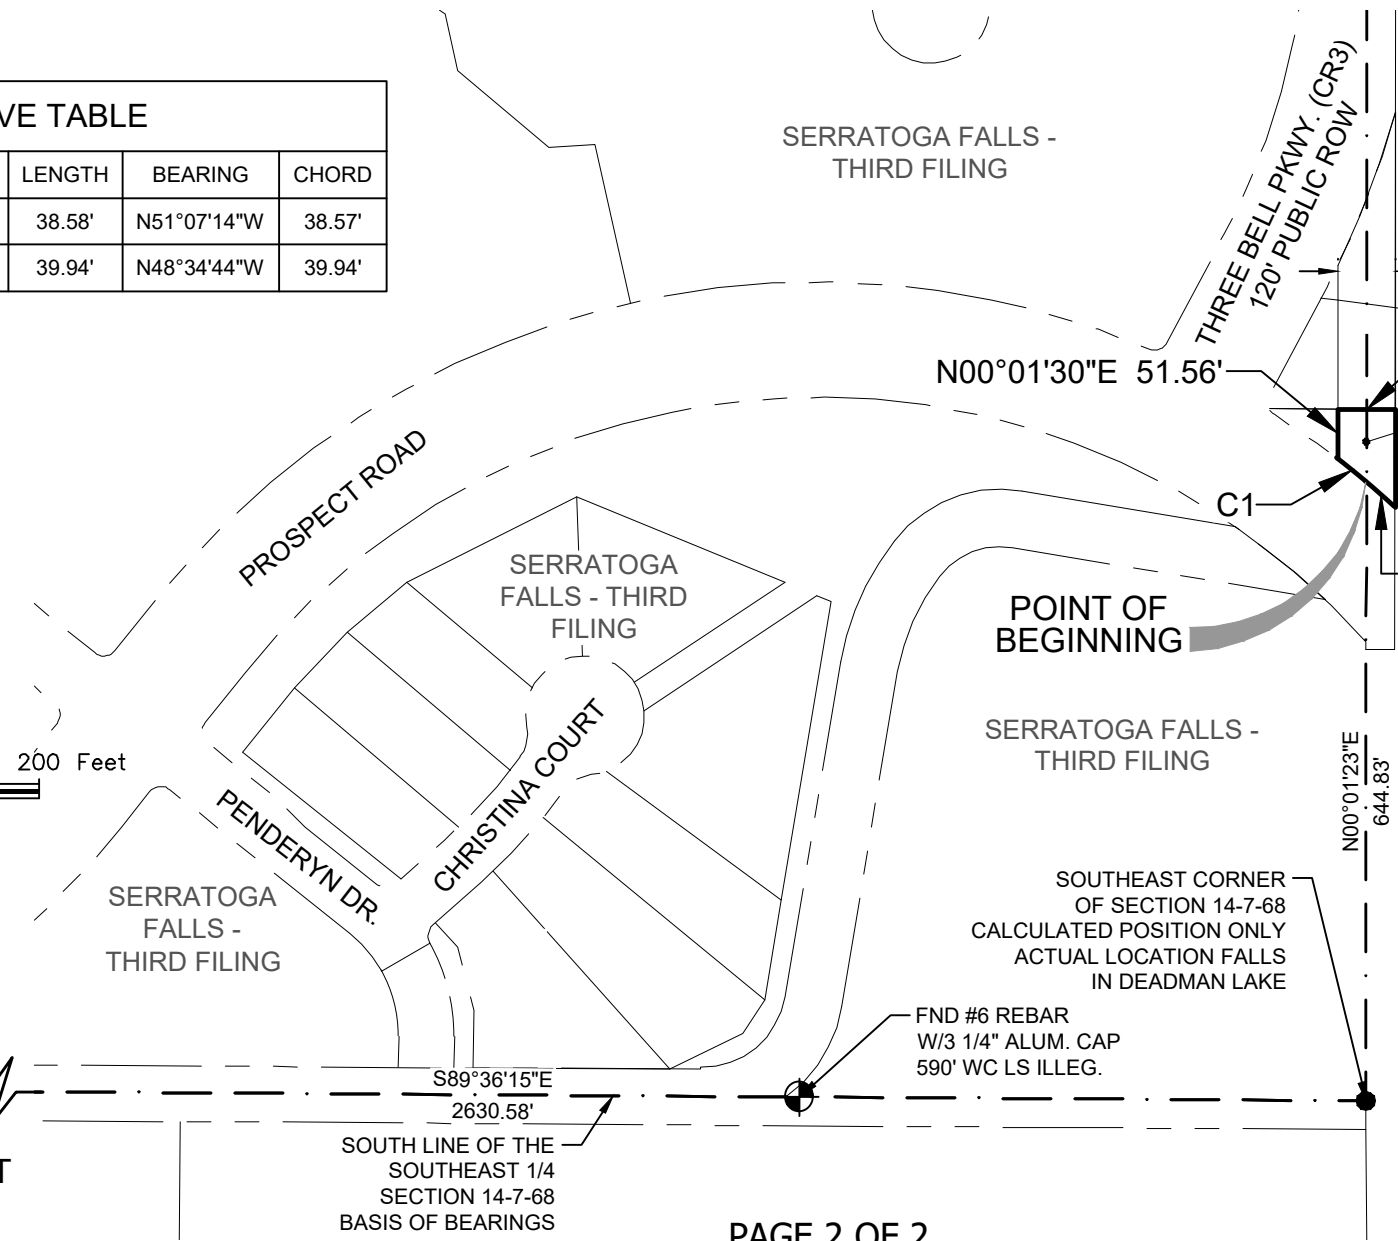 VE TABLE
LENGTH BEARING CHORD
38.58' N51°07'14"W 38.57'
39.94' N48°34'44"W 39.94'
SERRATOGA FALLS -
THIRD FILING
THREE BELL PKWY. (CR3)
120' PUBLIC ROW
N00°01'30"E 51.56'
PROSPECT ROAD
C1
SERRATOGA
FALLS - THIRD
FILING
POINT OF
BEGINNING
SERRATOGA FALLS -
THIRD FILING
N00°01'23"E
644.83'
200 Feet
PENDERYN DR.
CHRISTINA COURT
SERRATOGA
FALLS -
THIRD FILING
SOUTHEAST CORNER
OF SECTION 14-7-68
CALCULATED POSITION ONLY
ACTUAL LOCATION FALLS
IN DEADMAN LAKE
FND #6 REBAR
W/3 1/4" ALUM. CAP
590' WC LS ILLEG.
S89°36'15"E
2630.58'
SOUTH LINE OF THE
SOUTHEAST 1/4
SECTION 14-7-68
BASIS OF BEARINGS
T
PAGE 2 OF 2